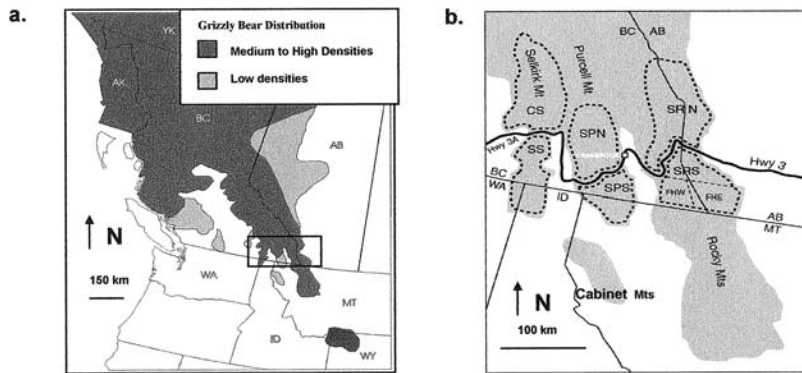 a.
Grizzly Bear Distribution
Medium to High Densities
Low densities
YK
AK
BC
AB
N
150 km
WA
MT
ID
WY
b.
BC
AB
Selkirk Mt
Purcell Mt
CS
SPN
SRN
Hwy 3A
SS
Hwy 3
SPS
SRS
FHW
FHE
BC
WA
ID
AB
MT
Rocky Mts
Cabinet Mts
N
100 km